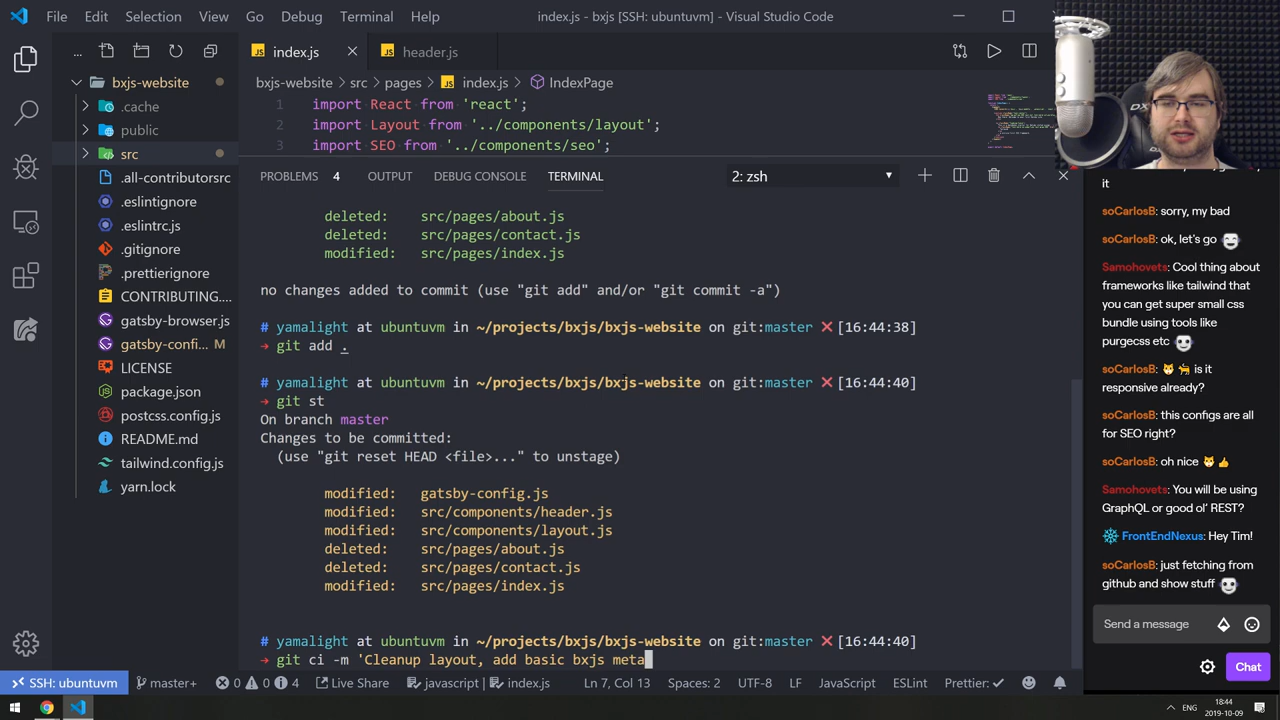 File Edit Selection View Go Debug Terminal Help
index.js - bxjs [SSH: ubuntuvm] - Visual Studio Code
...
bxjs-website
.cache
public
src
.all-contributorsrc
.eslintignore
.eslintrc.js
.gitignore
.prettierignore
CONTRIBUTING....
gatsby-browser.js
gatsby-confi... M
LICENSE
package.json
postcss.config.js
README.md
tailwind.config.js
yarn.lock
JS index.js
JS header.js
bxjs-website > src > pages > JS index.js > IndexPage
1 import React from 'react';
2 import Layout from '../components/layout';
3 import SEO from '../components/seo';
PROBLEMS 4 OUTPUT DEBUG CONSOLE TERMINAL 2: zsh
deleted: src/pages/about.js
deleted: src/pages/contact.js
modified: src/pages/index.js
no changes added to commit (use "git add" and/or "git commit -a")
# yamalight at ubuntuvm in ~/projects/bxjs/bxjs-website on git:master ❌ [16:44:38]
➜ git add .
# yamalight at ubuntuvm in ~/projects/bxjs/bxjs-website on git:master ❌ [16:44:40]
➜ git st
On branch master
Changes to be committed:
(use "git reset HEAD <file>..." to unstage)
modified: gatsby-config.js
modified: src/components/header.js
modified: src/components/layout.js
deleted: src/pages/about.js
deleted: src/pages/contact.js
modified: src/pages/index.js
# yamalight at ubuntuvm in ~/projects/bxjs/bxjs-website on git:master ❌ [16:44:40]
➜ git ci -m 'Cleanup layout, add basic bxjs meta
it
soCarlosB: sorry, my bad
soCarlosB: ok, let's go
Samohovets: Cool thing about
frameworks like tailwind that
you can get super small css
bundle using tools like
purgecss etc
soCarlosB: is it
responsive already?
soCarlosB: this configs are all
for SEO right?
soCarlosB: oh nice
Samohovets: You will be using
GraphQL or good ol' REST?
FrontEndNexus: Hey Tim!
soCarlosB: just fetching from
github and show stuff
Send a message
Chat
SSH: ubuntuvm master+ 0 0 4 Live Share javascript | index.js Ln 7, Col 13 Spaces: 2 UTF-8 LF JavaScript ESLint Prettier: ✓
ENG
18:44
2019-10-09